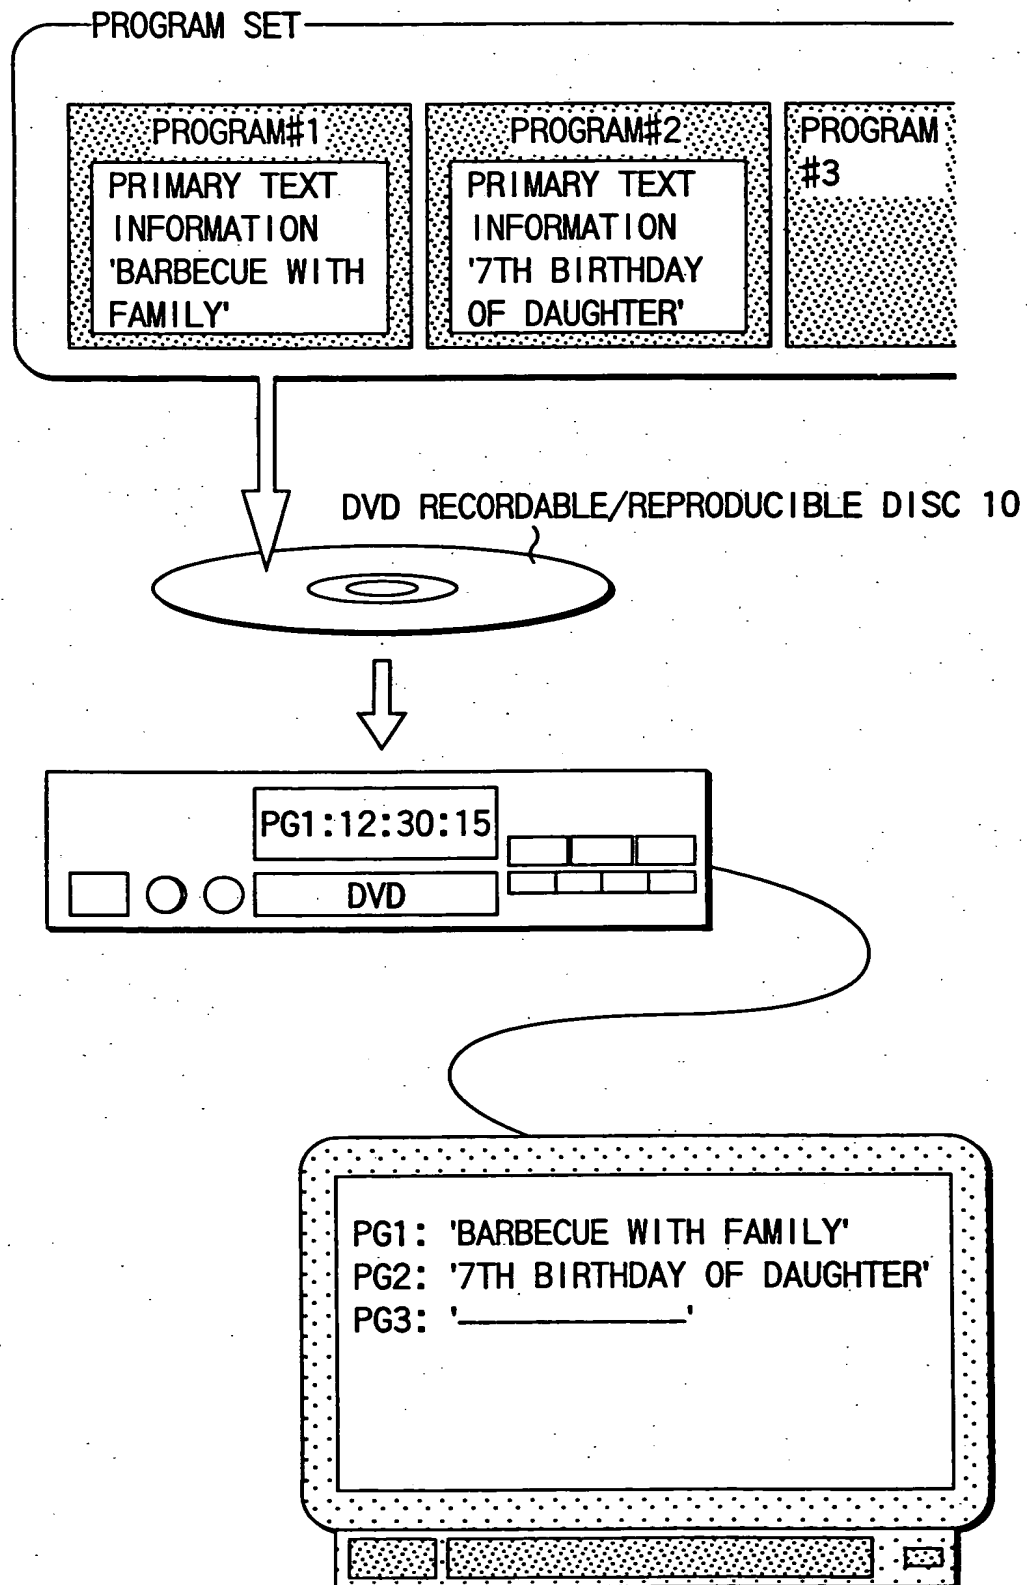 PROGRAM SET
PROGRAM#1
PRIMARY TEXT
INFORMATION
'BARBECUE WITH
FAMILY'
PROGRAM#2
PRIMARY TEXT
INFORMATION
'7TH BIRTHDAY
OF DAUGHTER'
PROGRAM
#3
DVD RECORDABLE/REPRODUCIBLE DISC 10
PG1:12:30:15
DVD
PG1: 'BARBECUE WITH FAMILY'
PG2: '7TH BIRTHDAY OF DAUGHTER'
PG3: '____________'